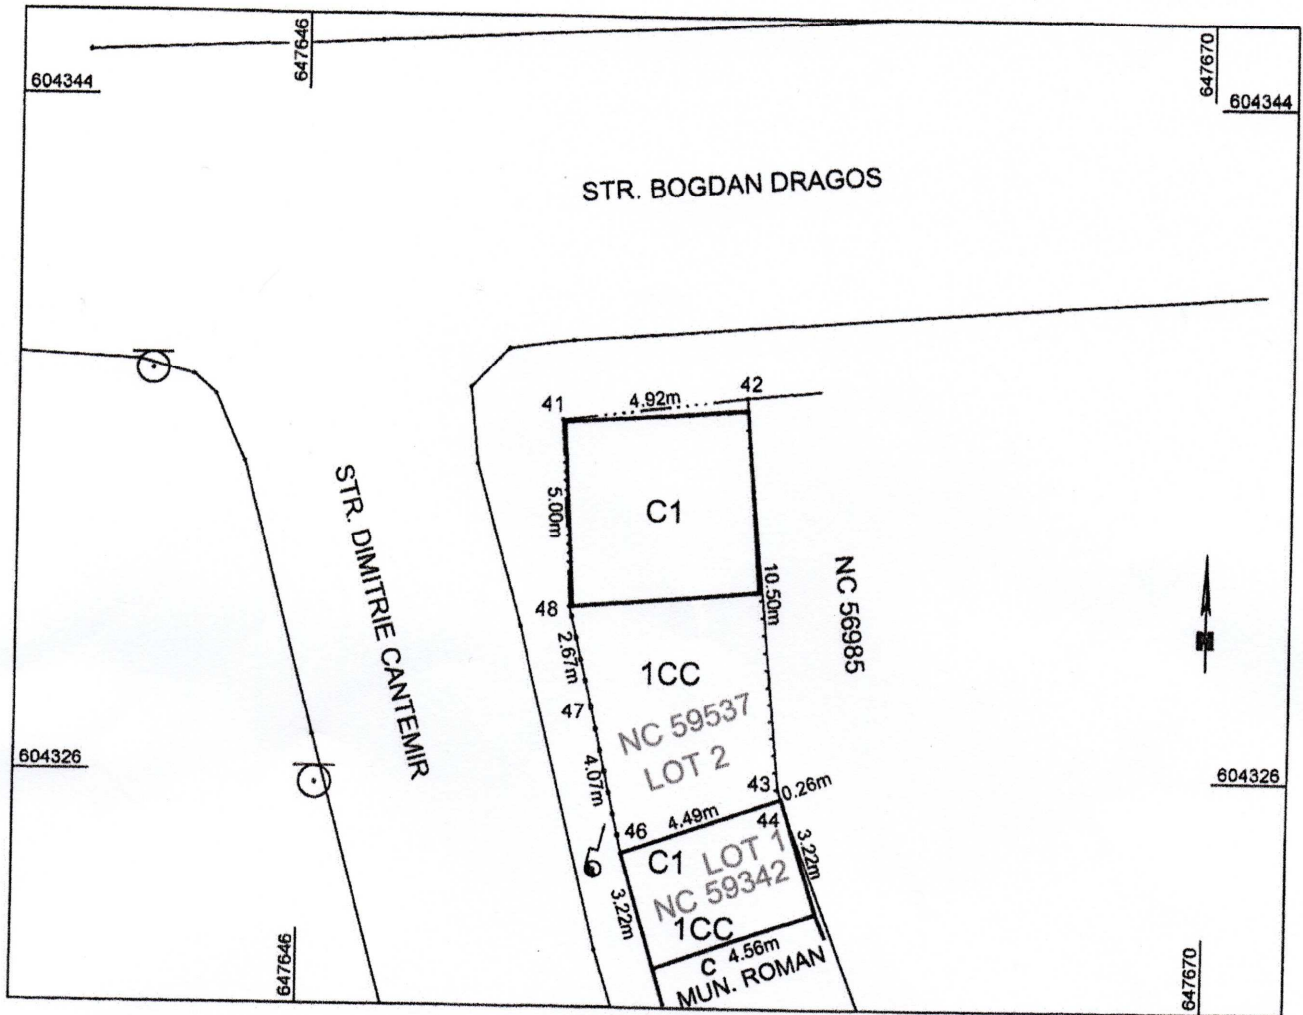 647646
647670
604344
604344
STR. BOGDAN DRAGOS
41
4.92m
42
STR. DIMITRIE CANTEMIR
5.00m
C1
10.50m
NC 56985
48
2.67m
1CC
47
NC 59537
LOT 2
604326
604326
4.07m
43
0.26m
46
4.49m
44
C1
LOT 1
3.22m
NC 59342
3.22m
1CC
C
4.56m
MUN. ROMAN
647646
647670